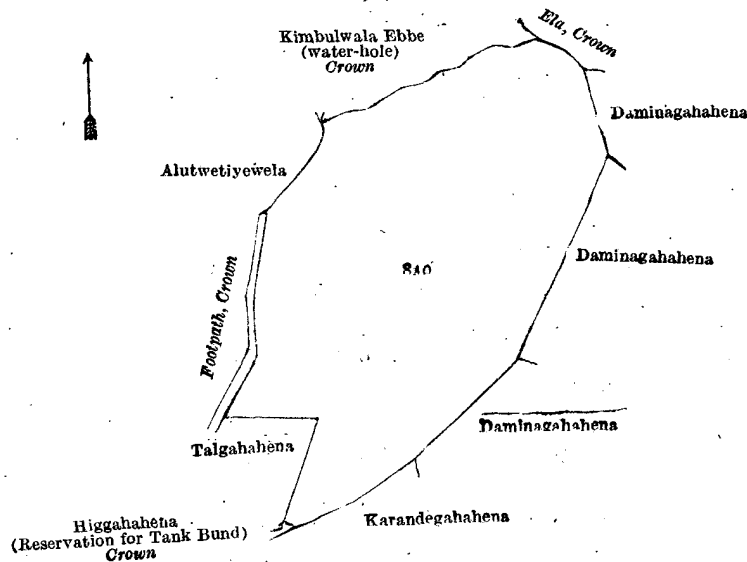 Ela, Crown
Kimbulwala Ebbe
(water-hole)
Crown
Daminagahahena
Alutwetiyewela
Daminagahahena
Footpath, Crown
Daminagahahena
Talgahahena
Karandegahahena
Higgahahena
(Reservation for Tank Bund)
Crown